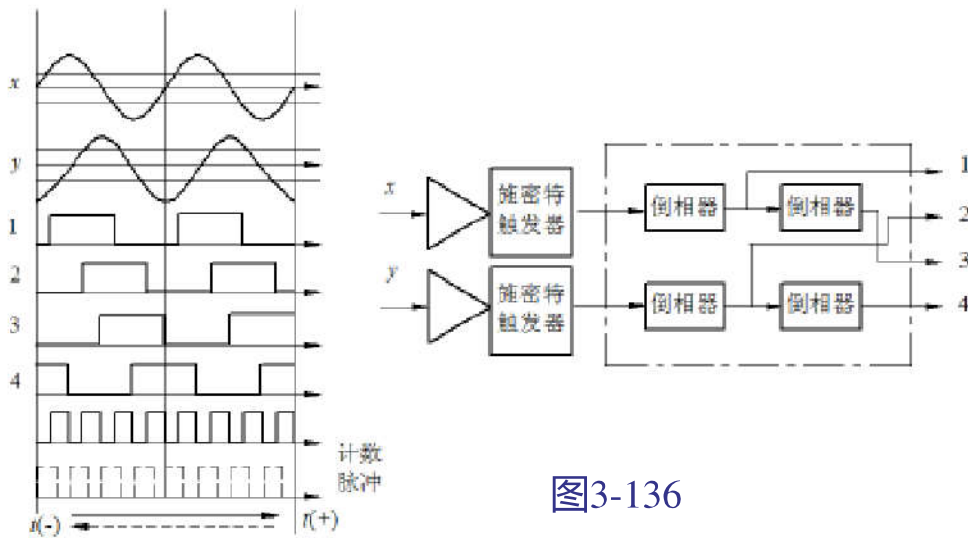 x
y
1
2
3
4
计数
脉冲
t(-)
t(+)
x
施密特
触发器
倒相器
倒相器
1
2
3
y
施密特
触发器
倒相器
倒相器
4
图3-136